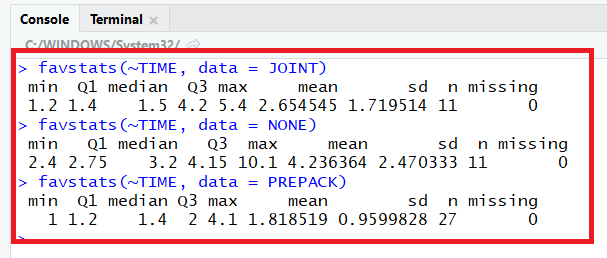 Console Terminal ×
C:/WINDOWS/System32/
> favstats(~TIME, data = JOINT)
min Q1 median Q3 max mean sd n missing
1.2 1.4 1.5 4.2 5.4 2.654545 1.719514 11 0
> favstats(~TIME, data = NONE)
min Q1 median Q3 max mean sd n missing
2.4 2.75 3.2 4.15 10.1 4.236364 2.470333 11 0
> favstats(~TIME, data = PREPACK)
min Q1 median Q3 max mean sd n missing
1 1.2 1.4 2 4.1 1.818519 0.9599828 27 0
>